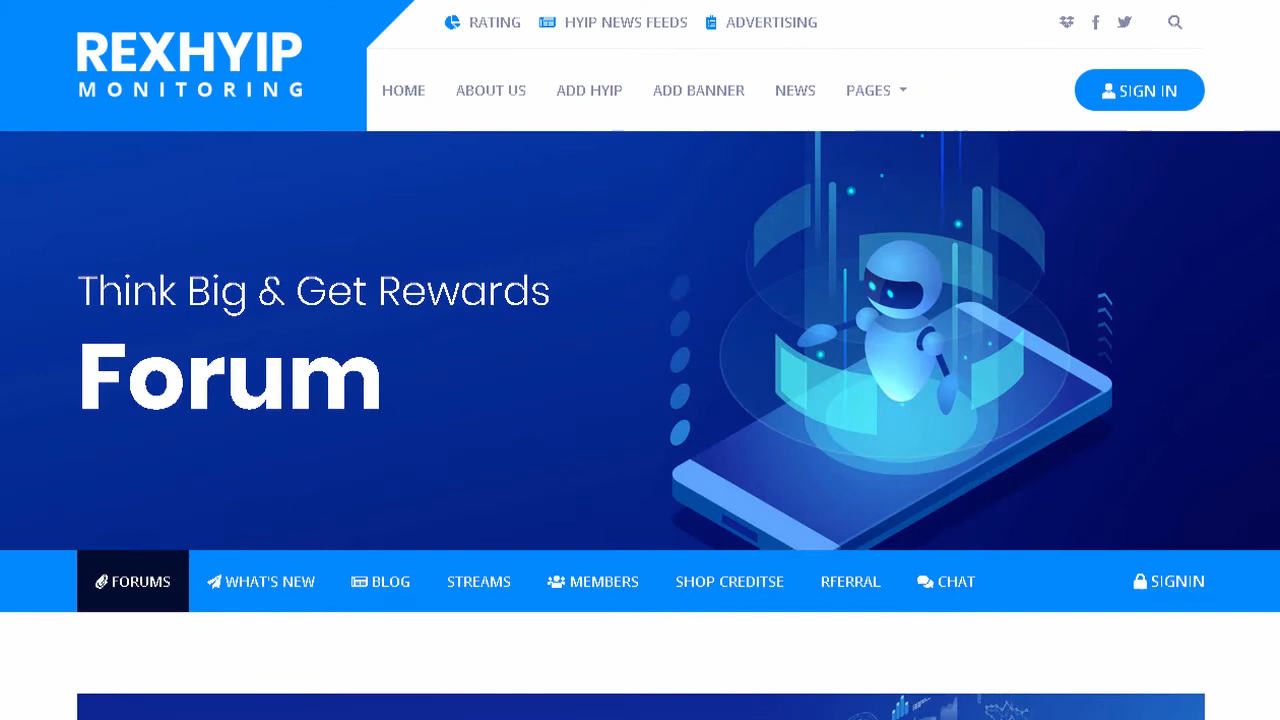 REXHYIP
MONITORING
RATING HYIP NEWS FEEDS ADVERTISING
HOME ABOUT US ADD HYIP ADD BANNER NEWS PAGES
SIGN IN
Think Big & Get Rewards
Forum
FORUMS WHAT'S NEW BLOG STREAMS MEMBERS SHOP CREDITSE RFERRAL CHAT SIGNIN